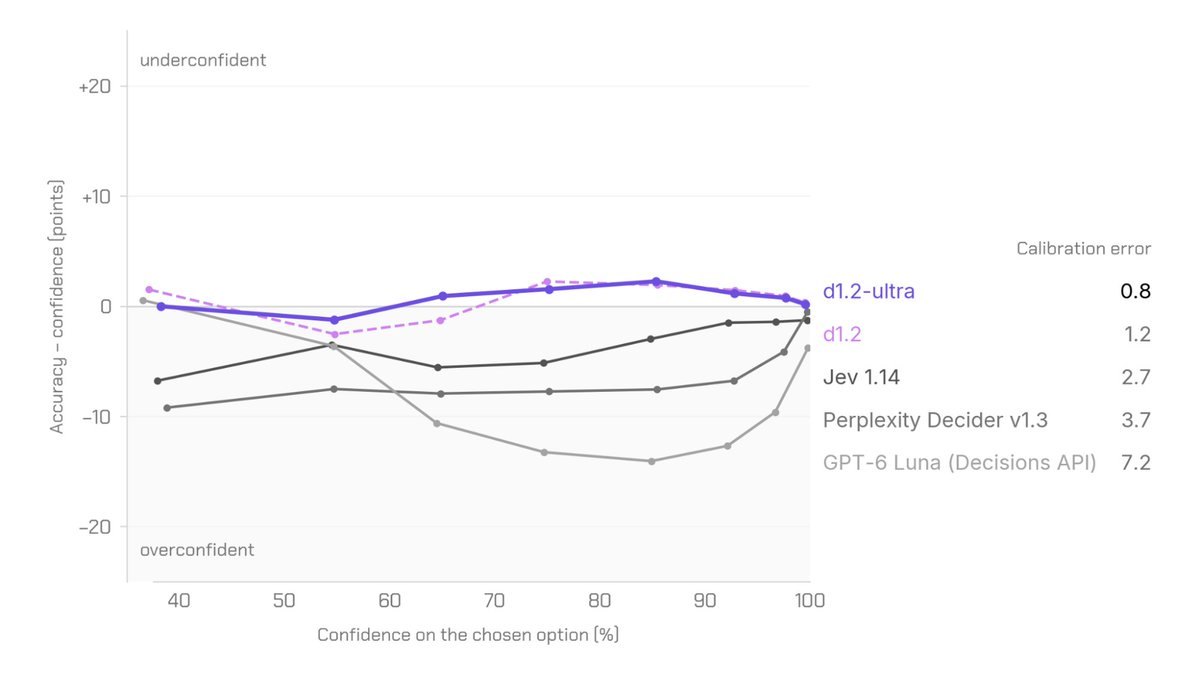 underconfident
+20
+10
0
−10
−20
Accuracy − confidence (points)
overconfident
40 50 60 70 80 90 100
Confidence on the chosen option (%)
Calibration error
d1.2-ultra 0.8
d1.2 1.2
Jev 1.14 2.7
Perplexity Decider v1.3 3.7
GPT-6 Luna (Decisions API) 7.2